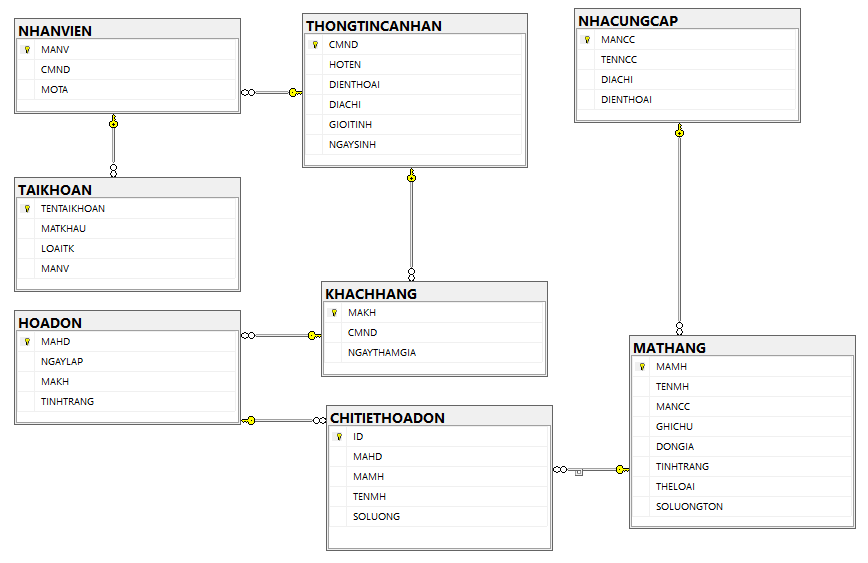 NHANVIEN
MANV
CMND
MOTA
THONGTINCANHAN
CMND
HOTEN
DIENTHOAI
DIACHI
GIOITINH
NGAYSINH
NHACUNGCAP
MANCC
TENNCC
DIACHI
DIENTHOAI
TAIKHOAN
TENTAIKHOAN
MATKHAU
LOAITK
MANV
KHACHHANG
MAKH
CMND
NGAYTHAMGIA
HOADON
MAHD
NGAYLAP
MAKH
TINHTRANG
MATHANG
MAMH
TENMH
MANCC
GHICHU
DONGIA
TINHTRANG
THELOAI
SOLUONGTON
CHITIETHOADON
ID
MAHD
MAMH
TENMH
SOLUONG